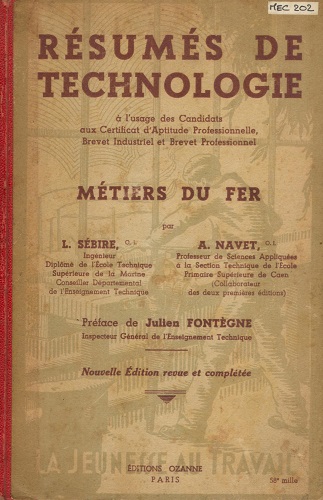 MEC 202
RÉSUMÉS DE
TECHNOLOGIE
à l'usage des Candidats
aux Certificat d'Aptitude Professionnelle,
Brevet Industriel et Brevet Professionnel
MÉTIERS DU FER
par
L. SÉBIRE, O. I.
Ingénieur
Diplômé de l'École Technique
Supérieure de la Marine
Conseiller Départemental
de l'Enseignement Technique
A. NAVET, O. I.
Professeur de Sciences Appliquées
à la Section Technique de l'École
Primaire Supérieure de Caen
(Collaborateur
des deux premières éditions)
Préface de Julien FONTÈGNE
Inspecteur Général de l'Enseignement Technique
Nouvelle Édition revue et complétée
LA JEUNESSE AU TRAVAIL
ÉDITIONS OZANNE
PARIS
58e mille